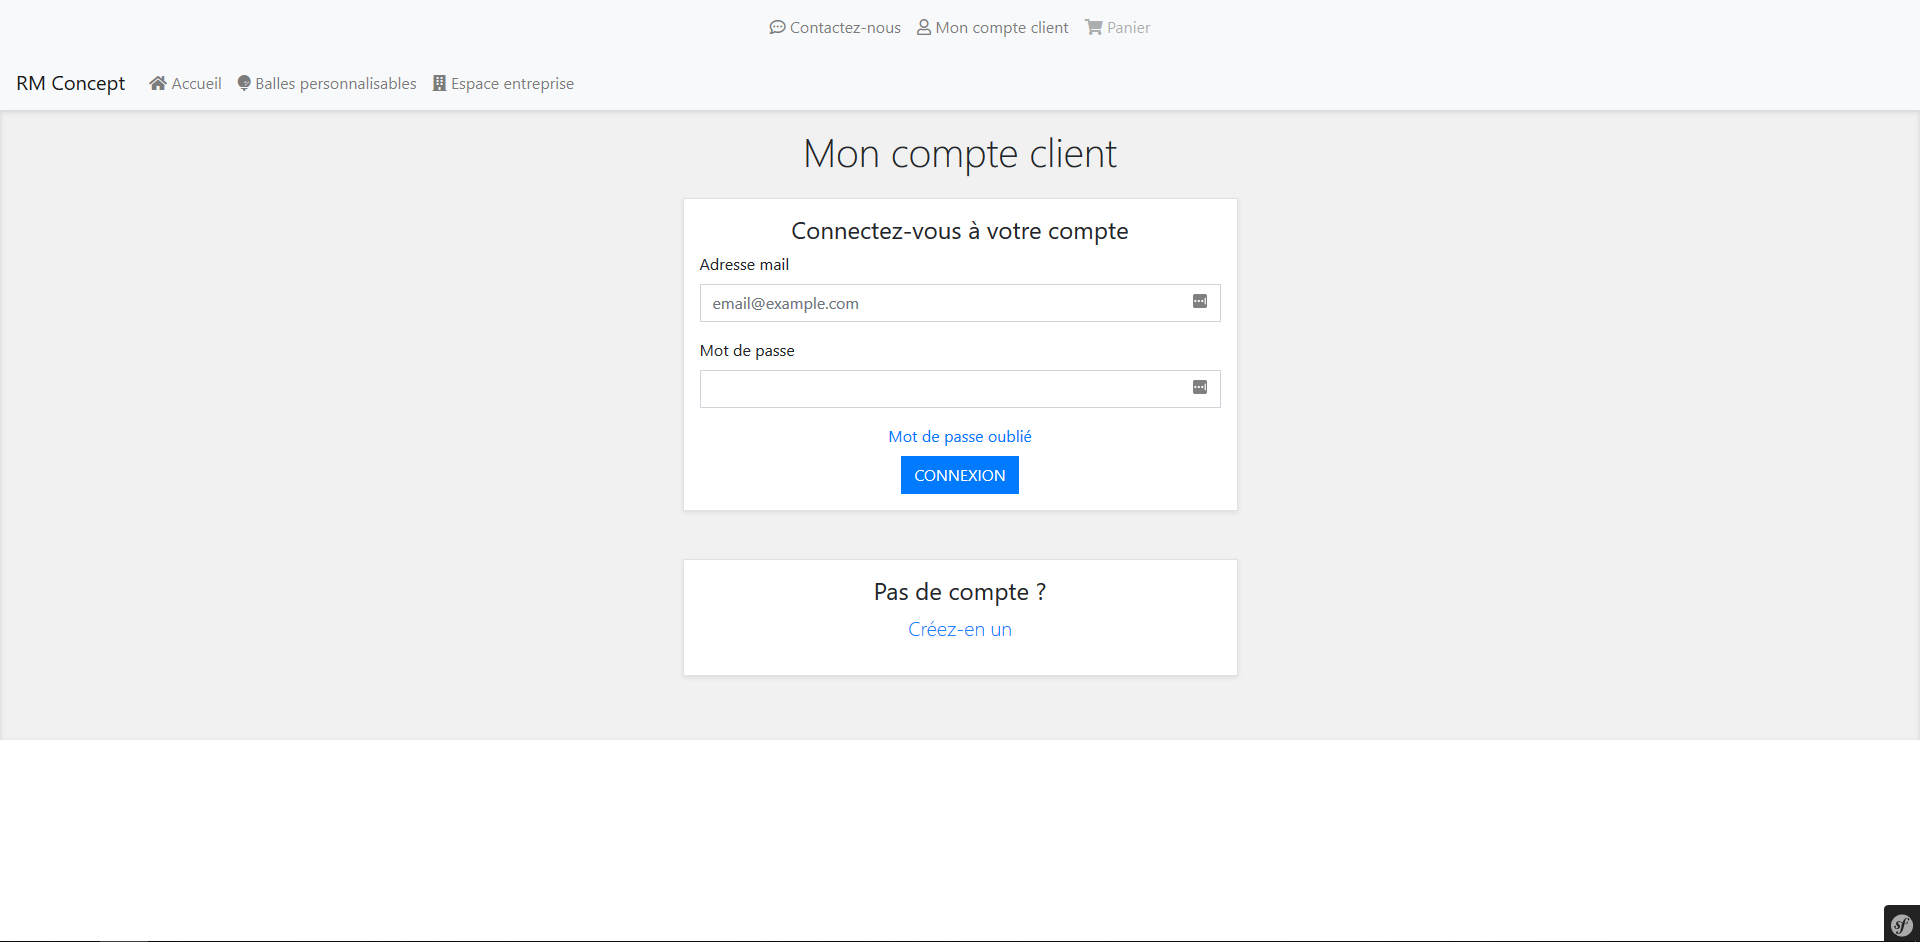 Contactez-nous Mon compte client Panier
RM Concept Accueil Balles personnalisables Espace entreprise
Mon compte client
Connectez-vous à votre compte
Adresse mail
email@example.com
Mot de passe
Mot de passe oublié
CONNEXION
Pas de compte ?
Créez-en un
sf